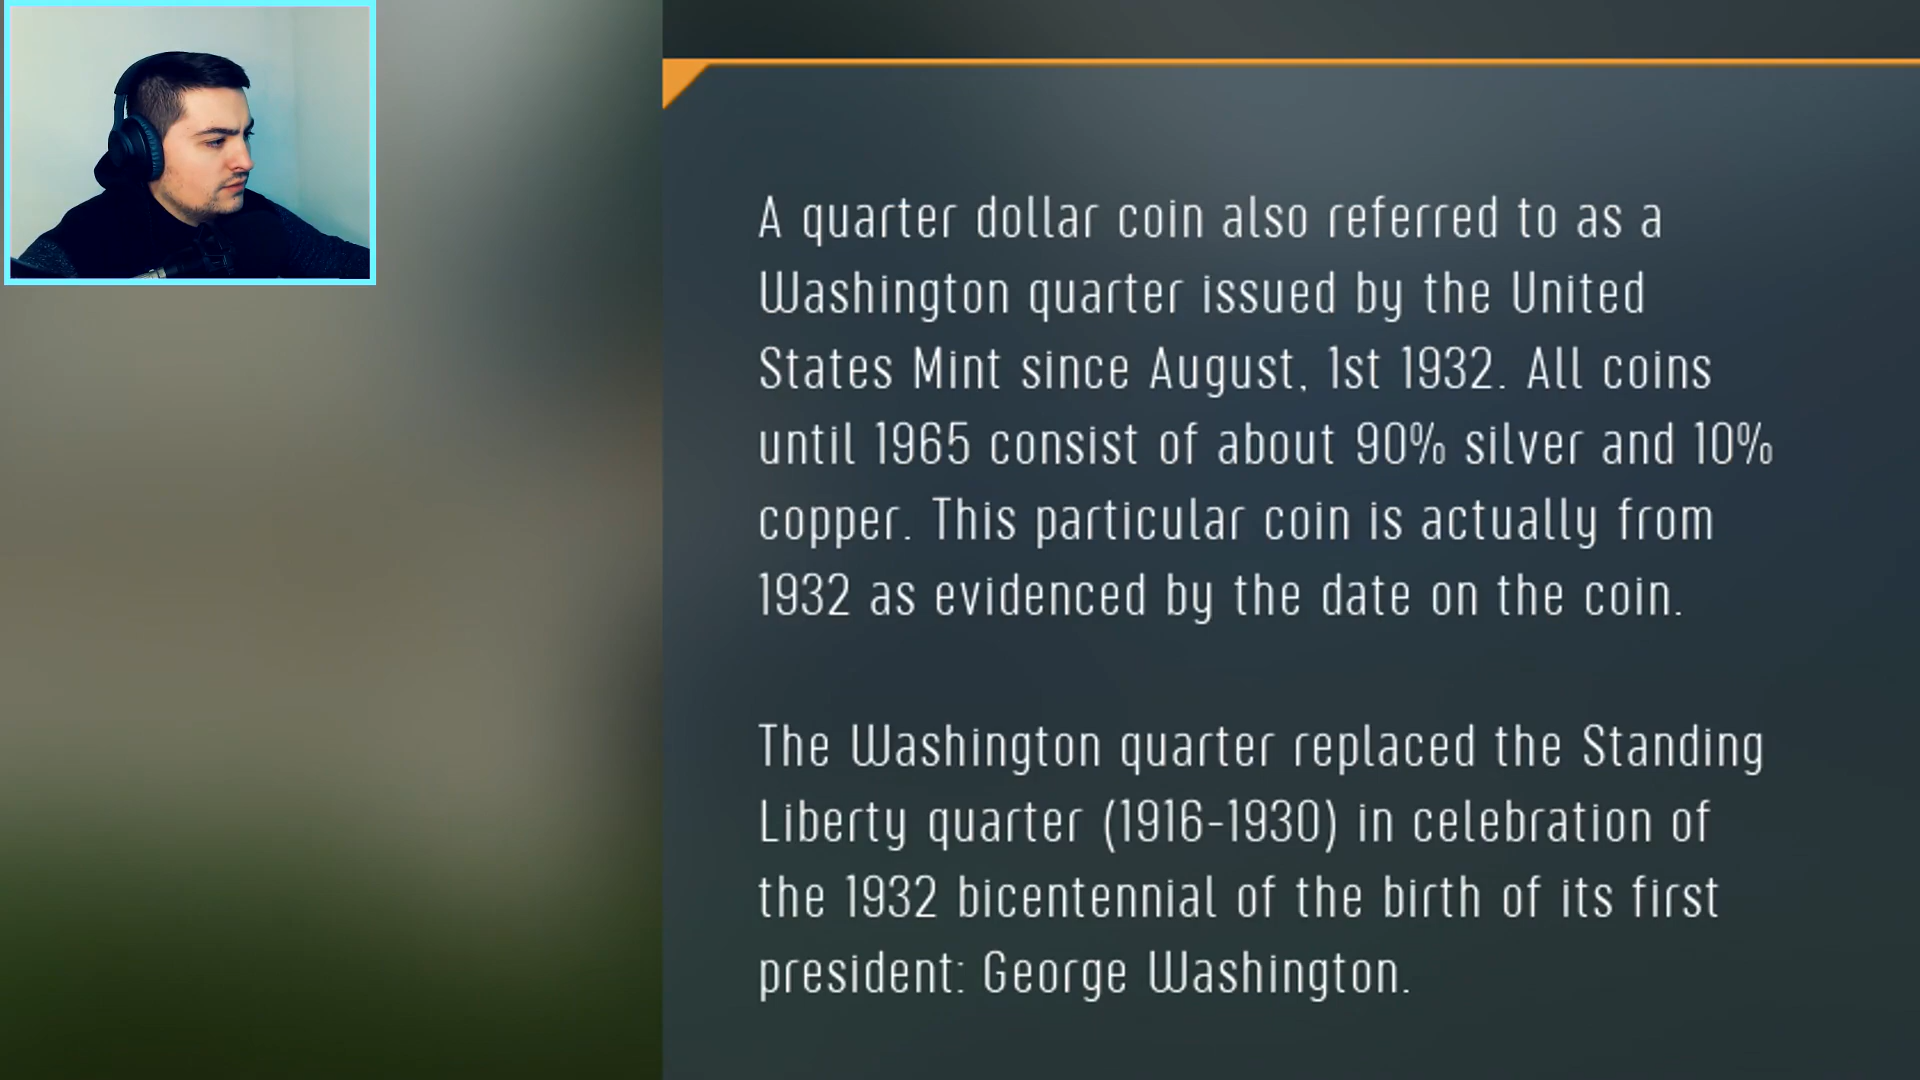 A quarter dollar coin also referred to as a
Washington quarter issued by the United
States Mint since August, 1st 1932. All coins
until 1965 consist of about 90% silver and 10%
copper. This particular coin is actually from
1932 as evidenced by the date on the coin.
The Washington quarter replaced the Standing
Liberty quarter (1916-1930) in celebration of
the 1932 bicentennial of the birth of its first
president: George Washington.